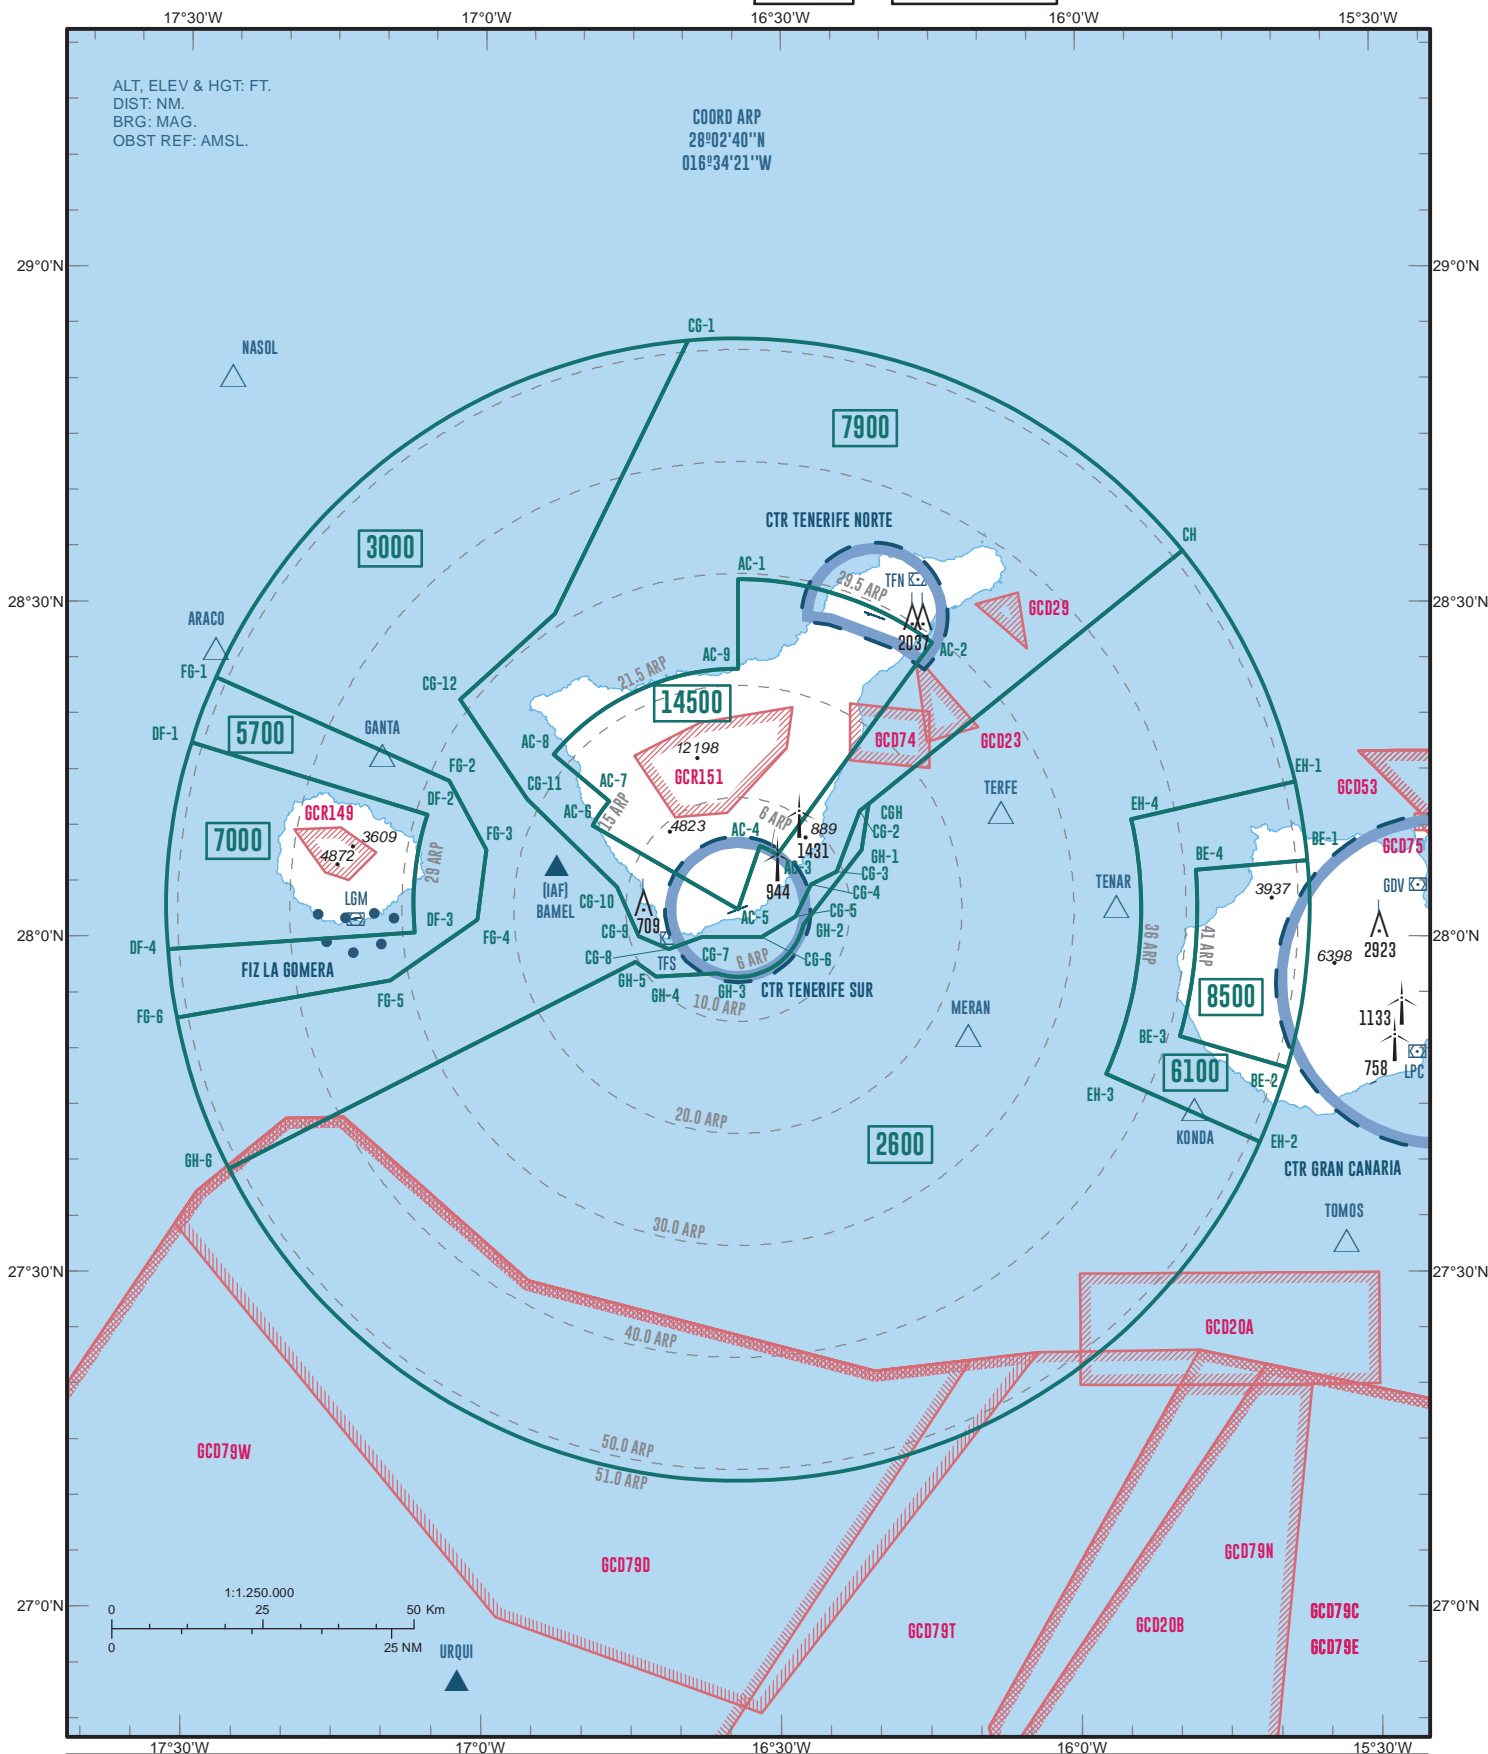 17°30'W 17°0'W 16°30'W 16°0'W 15°30'W
ALT, ELEV & HGT: FT.
DIST: NM.
BRG: MAG.
OBST REF: AMSL.
COORD ARP
28º02'40''N
016º34'21''W
29°0'N 29°0'N
CG-1
NASOL
7900
CTR TENERIFE NORTE
CH
3000
AC-1
TFN
29.5 ARP
28°30'N 28°30'N
GCD29
ARACO
2037
AC-2
AC-9
FG-1
21.5 ARP
CG-12
14500
DF-1
5700
GANTA
AC-8
GCD74
GCD23
12198
FG-2
EH-1
GCR151
CG-11
AC-7
GCD53
TERFE
DF-2
EH-4
GCR149
AC-6
15 ARP
6 ARP
CGH
4823
AC-4
889
CG-2
7000
3609
FG-3
BE-1
GCD75
1431
4872
29 ARP
GH-1
BE-4
AC-3
CG-3
(IAF)
BAMEL
944
CG-4
TENAR
GDV
3937
LGM
CG-10
CG-5
DF-3
709
AC-5
GH-2
CG-9
FG-4
28°0'N 28°0'N
DF-4
36 ARP
41 ARP
2923
CG-8
TFS
CG-7
6 ARP
CG-6
6398
FIZ LA GOMERA
GH-5
GH-4
GH-3
CTR TENERIFE SUR
FG-5
8500
10.0 ARP
MERAN
FG-6
1133
BE-3
758
LPC
6100
BE-2
EH-3
20.0 ARP
KONDA
2600
EH-2
GH-6
CTR GRAN CANARIA
TOMOS
30.0 ARP
27°30'N 27°30'N
GCD20A
40.0 ARP
50.0 ARP
GCD79W
51.0 ARP
GCD79N
GCD79D
1:1.250.000
27°0'N 27°0'N
0 25 50 Km
GCD79C
GCD20B
GCD79T
0 25 NM
GCD79E
URQUI
17°30'W 17°0'W 16°30'W 16°0'W 15°30'W